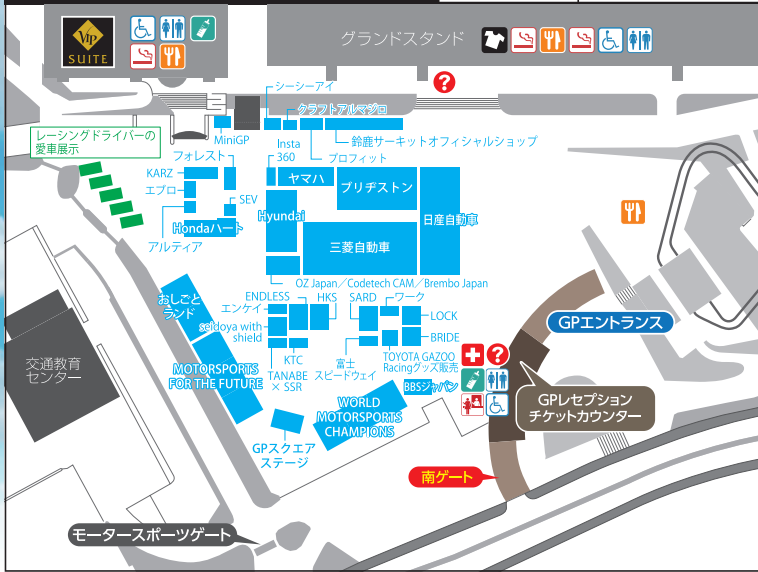 VIP
SUITE
グランドスタンド
?
シーシーアイ
クラフトアルマジロ
鈴鹿サーキットオフィシャルショップ
プロフィット
MiniGP
レーシングドライバーの
愛車展示
フォレスト
Insta
360
KARZ
エブロ
SEV
アルティア
Hondaハート
ヤマハ
ブリヂストン
Hyundai
日産自動車
三菱自動車
OZ Japan／Codetech CAM／Brembo Japan
おしごと
ランド
ENDLESS
エンケイ
HKS
SARD
ワーク
LOCK
seidoya with
shield
BRIDE
KTC
TANABE
× SSR
富士
スピードウェイ
TOYOTA GAZOO
Racingグッズ販売
MOTORSPORTS
FOR THE FUTURE
BBSジャパン
?
WORLD
MOTORSPORTS
CHAMPIONS
GPスクエア
ステージ
GPエントランス
GPレセプション
チケットカウンター
交通教育
センター
南ゲート
モータースポーツゲート